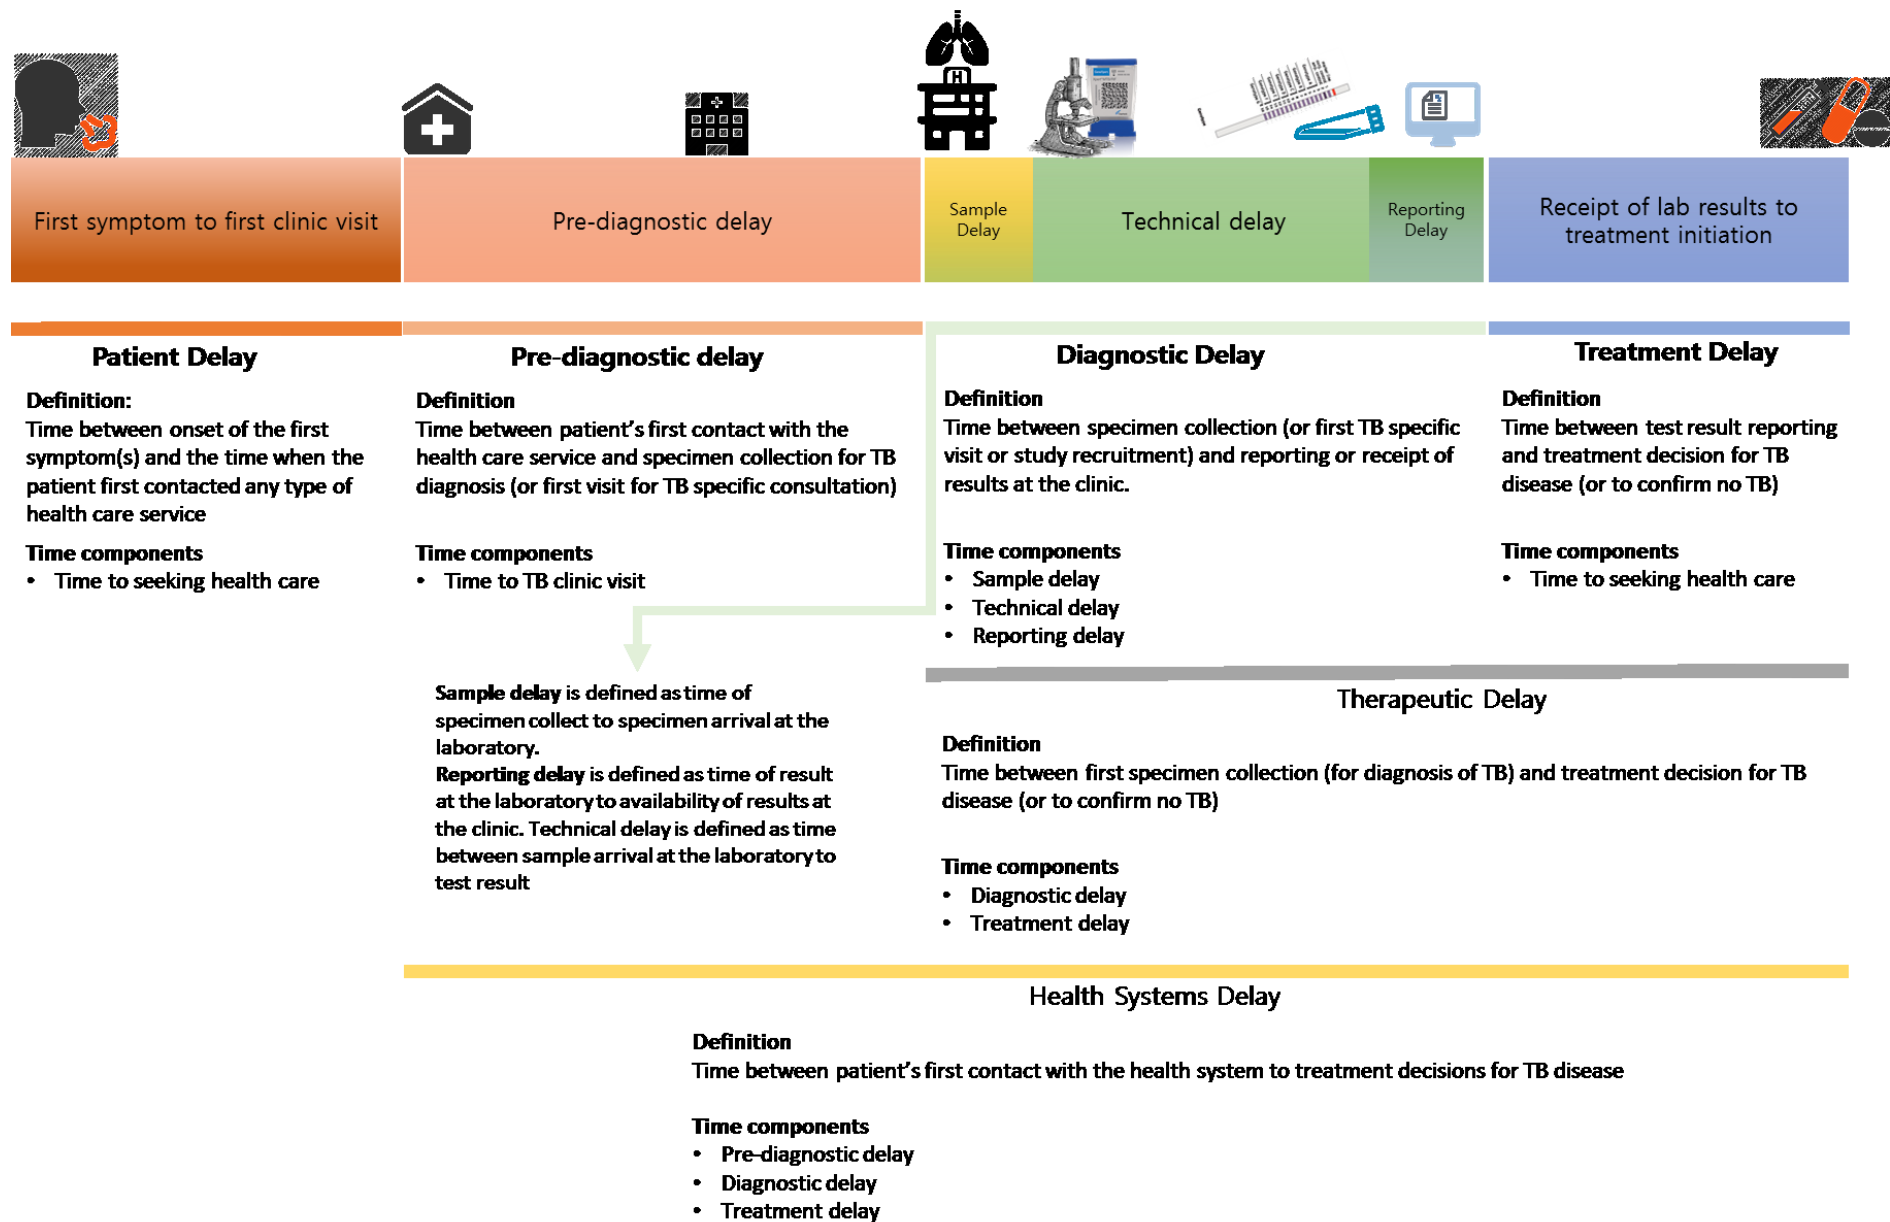 First symptom to first clinic visit
Pre-diagnostic delay
Sample
Delay
Technical delay
Reporting
Delay
Receipt of lab results to
treatment initiation
Patient Delay
Definition:
Time between onset of the first
symptom(s) and the time when the
patient first contacted any type of
health care service
Time components
• Time to seeking health care
Pre-diagnostic delay
Definition
Time between patient's first contact with the
health care service and specimen collection for TB
diagnosis (or first visit for TB specific consultation)
Time components
• Time to TB clinic visit
Diagnostic Delay
Definition
Time between specimen collection (or first TB specific
visit or study recruitment) and reporting or receipt of
results at the clinic.
Time components
• Sample delay
• Technical delay
• Reporting delay
Treatment Delay
Definition
Time between test result reporting
and treatment decision for TB
disease (or to confirm no TB)
Time components
• Time to seeking health care
Sample delay is defined as time of
specimen collect to specimen arrival at the
laboratory.
Reporting delay is defined as time of result
at the laboratory to availability of results at
the clinic. Technical delay is defined as time
between sample arrival at the laboratory to
test result
Therapeutic Delay
Definition
Time between first specimen collection (for diagnosis of TB) and treatment decision for TB
disease (or to confirm no TB)
Time components
• Diagnostic delay
• Treatment delay
Health Systems Delay
Definition
Time between patient's first contact with the health system to treatment decisions for TB disease
Time components
• Pre-diagnostic delay
• Diagnostic delay
• Treatment delay